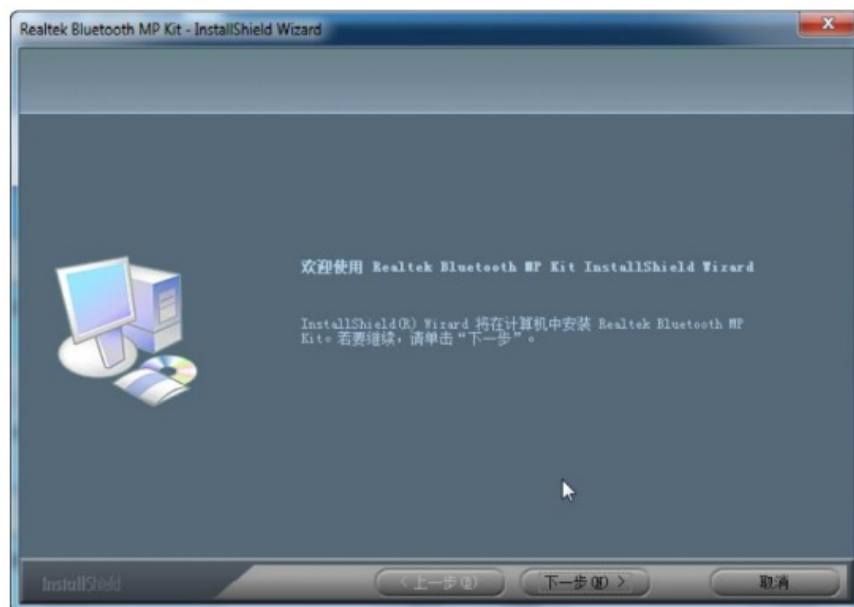 Realtek Bluetooth MP Kit - InstallShield Wizard
欢迎使用 Realtek Bluetooth MP Kit InstallShield Wizard
InstallShield(R) Wizard 将在计算机中安装 Realtek Bluetooth MP
Kit。若要继续，请单击“下一步”。
InstallShield
<上一步(B) 下一步(N)> 取消